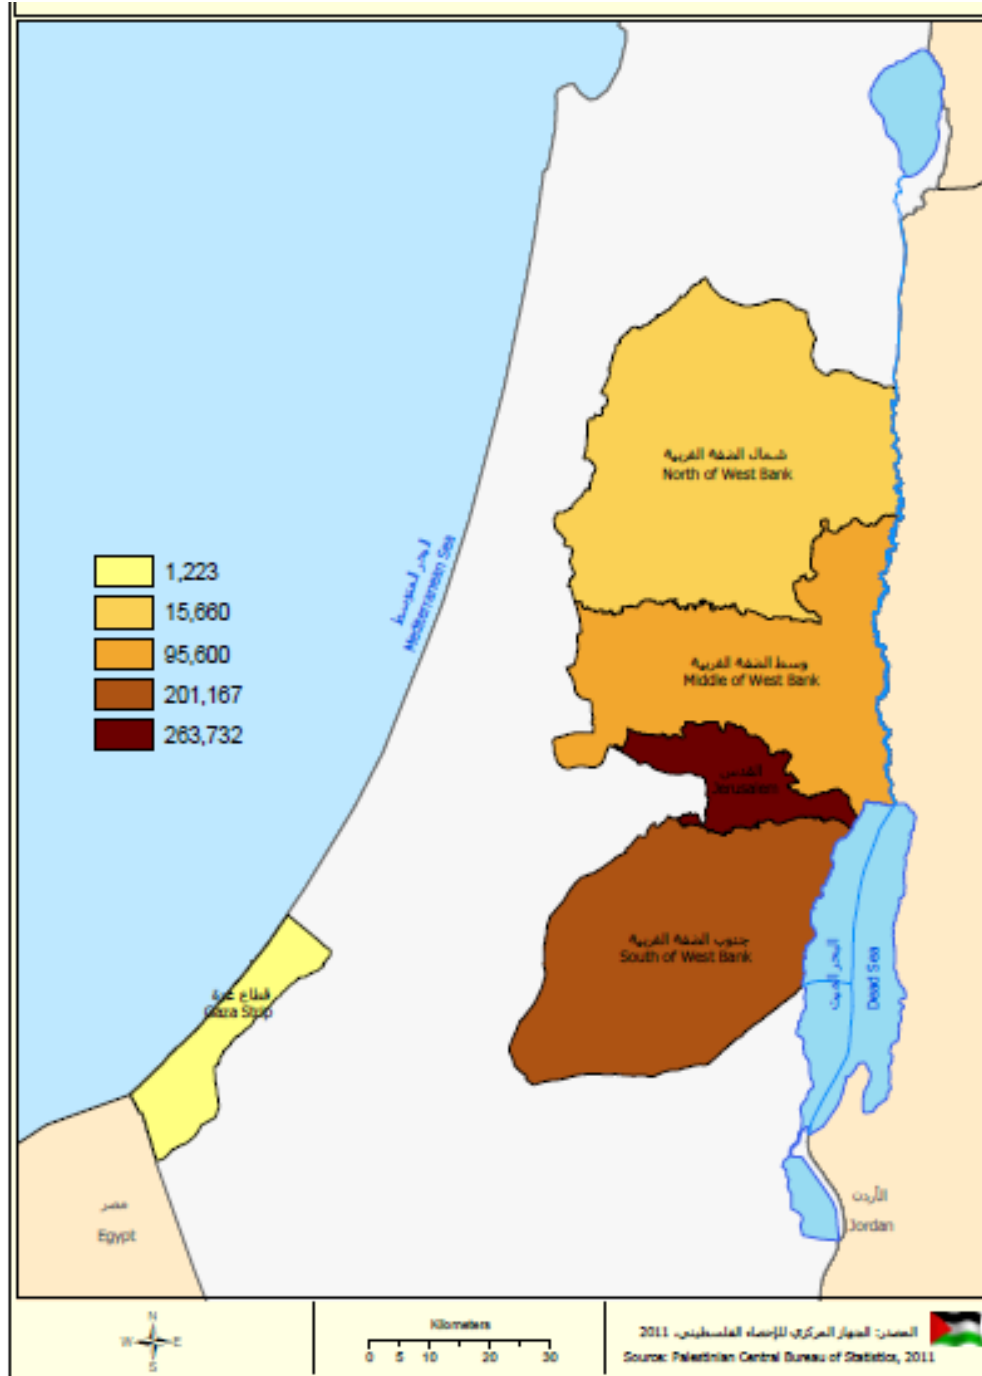 شمال الضفة الغربية
North of West Bank
1,223
15,660
95,600
201,167
263,732
البحر المتوسط
Mediterranean Sea
وسط الضفة الغربية
Middle of West Bank
القدس
Jerusalem
جنوب الضفة الغربية
South of West Bank
البحر الميت
Dead Sea
قطاع غزة
Gaza Strip
مصر
Egypt
الأردن
Jordan
N
W E
S
Kilometers
0 5 10 20 30
المصدر: الجهاز المركزي للإحصاء الفلسطيني، 2011
Source: Palestinian Central Bureau of Statistics, 2011